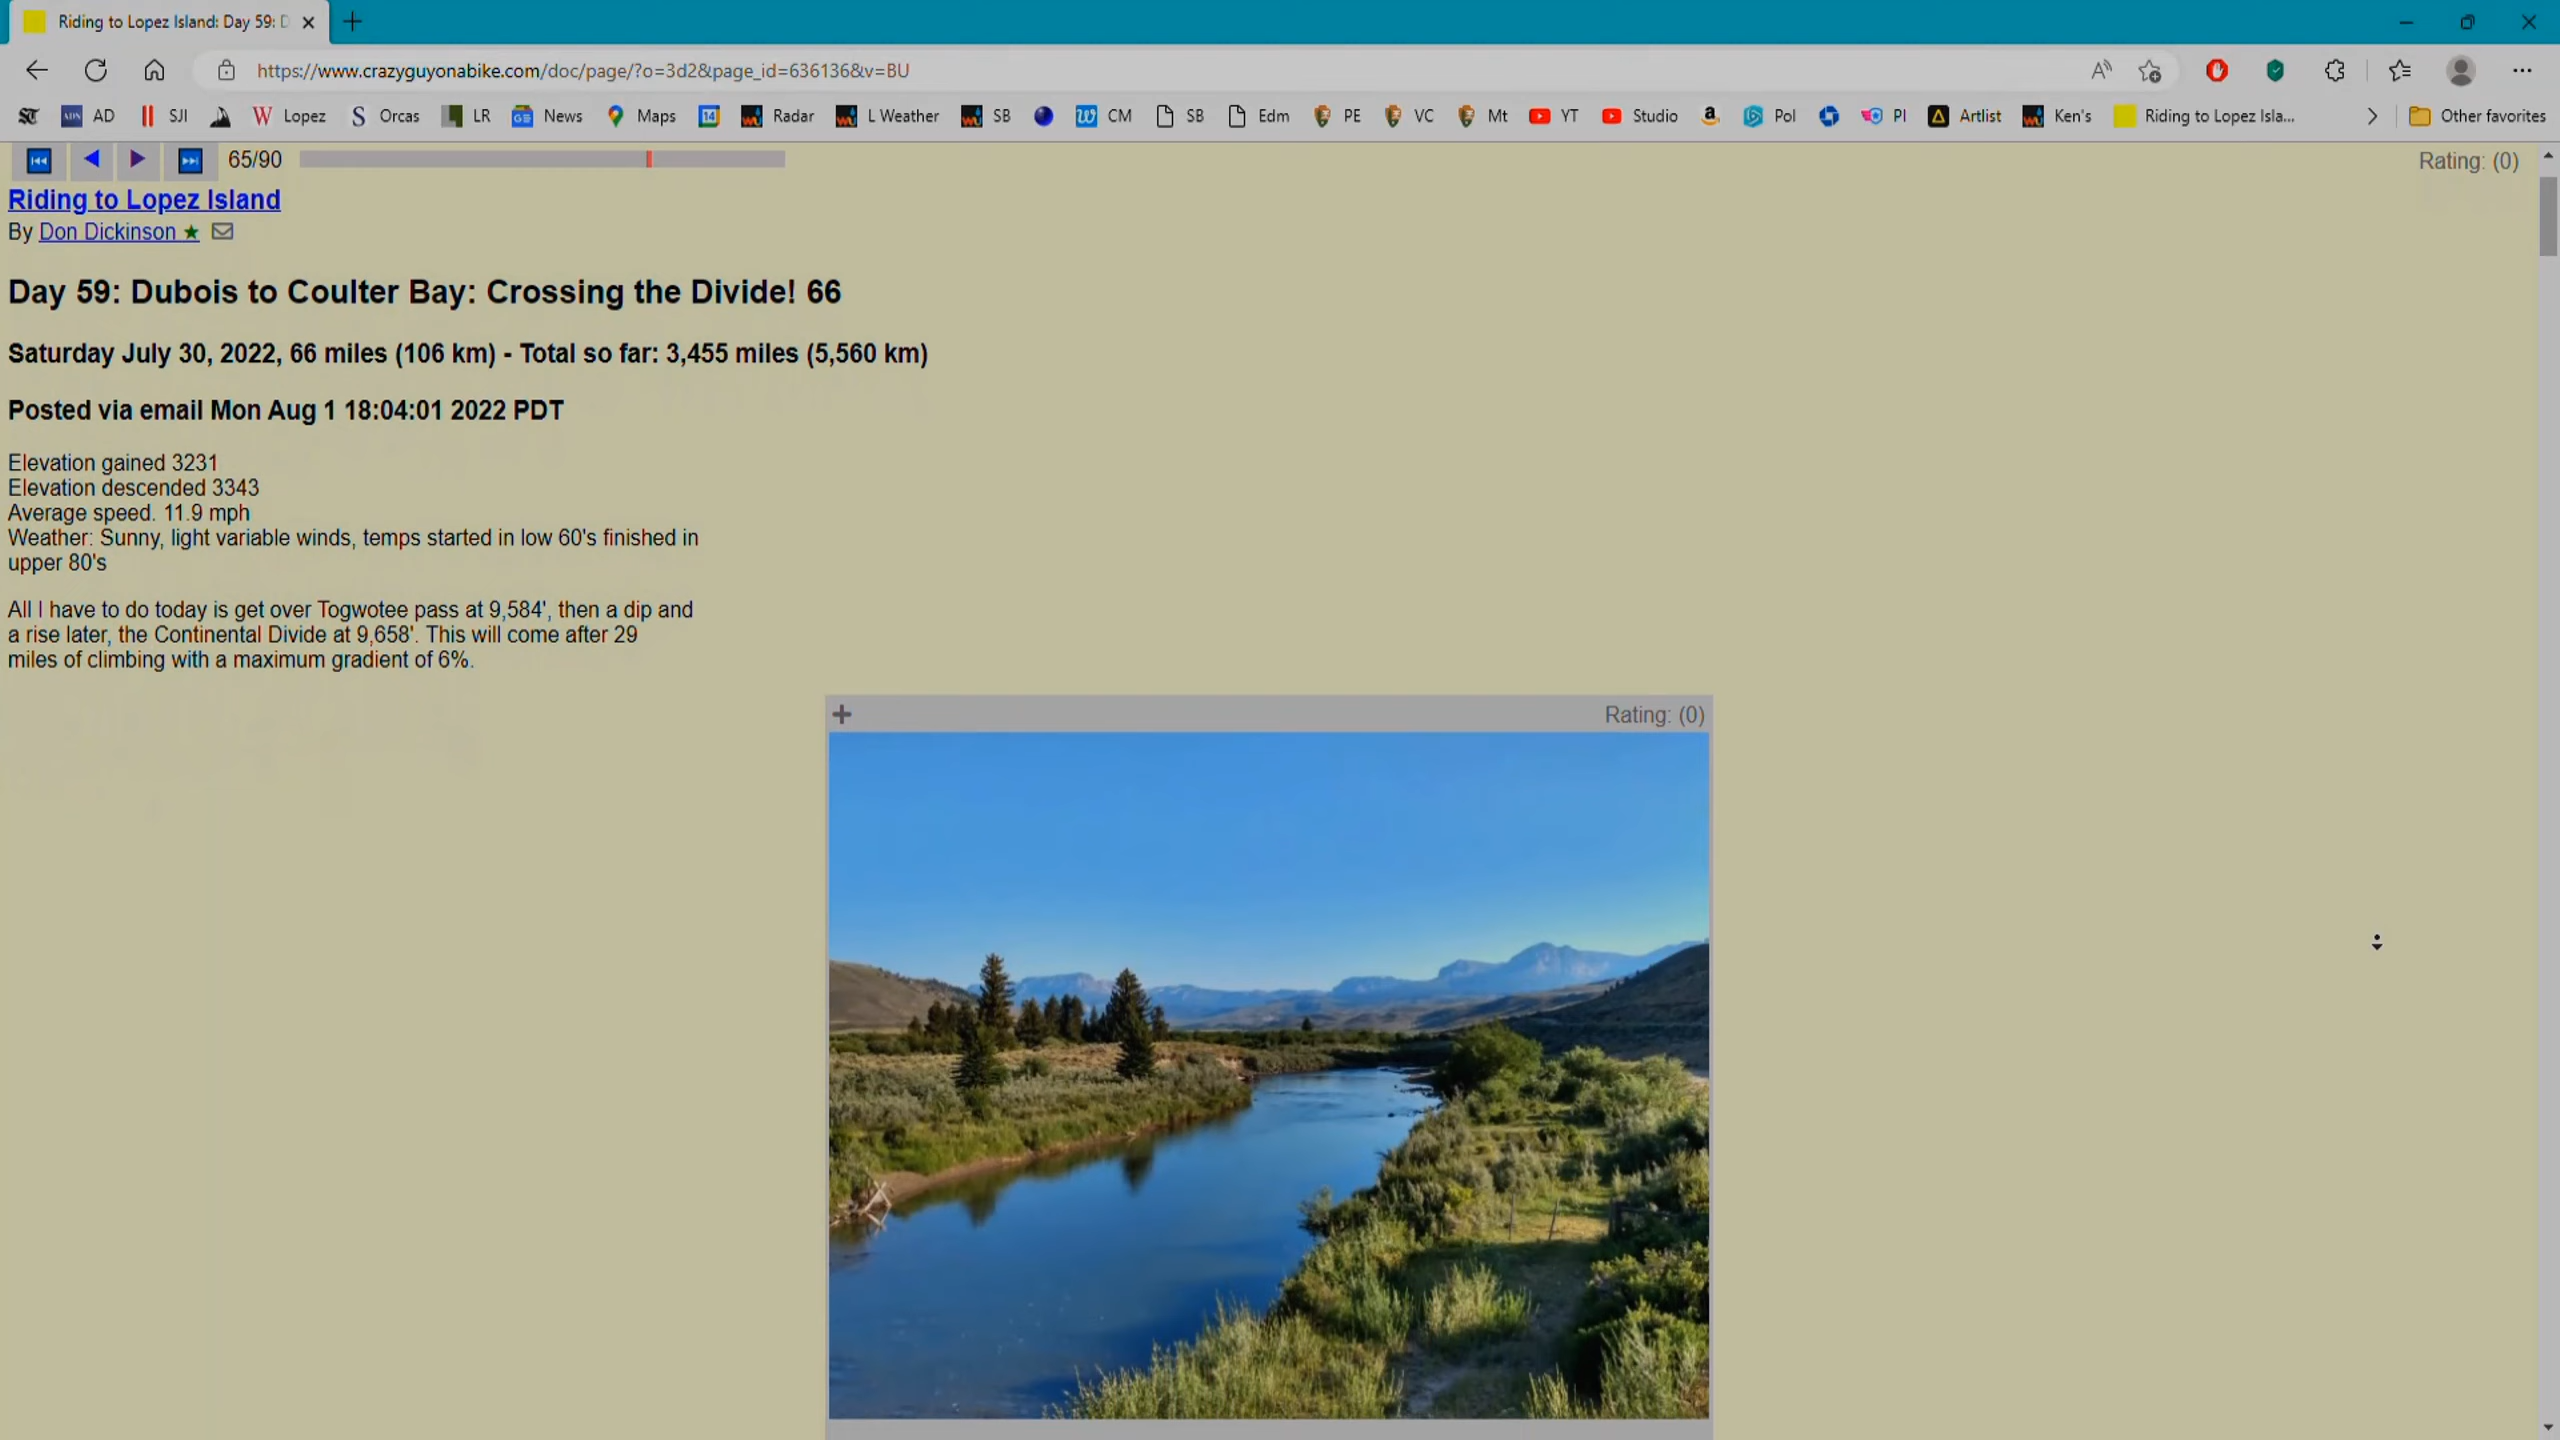 Riding to Lopez Island: Day 59: D
https://www.crazyguyonabike.com/doc/page/?o=3d2&page_id=636136&v=BU
AD SJI Lopez Orcas LR News Maps 14 Radar L Weather SB CM SB Edm PE VC Mt YT Studio Pol PI Artlist Ken's Riding to Lopez Isla... Other favorites
65/90 Rating: (0)
Riding to Lopez Island
By Don Dickinson
Day 59: Dubois to Coulter Bay: Crossing the Divide! 66
Saturday July 30, 2022, 66 miles (106 km) - Total so far: 3,455 miles (5,560 km)
Posted via email Mon Aug 1 18:04:01 2022 PDT
Elevation gained 3231
Elevation descended 3343
Average speed. 11.9 mph
Weather: Sunny, light variable winds, temps started in low 60's finished in
upper 80's
All I have to do today is get over Togwotee pass at 9,584', then a dip and
a rise later, the Continental Divide at 9,658'. This will come after 29
miles of climbing with a maximum gradient of 6%.
Rating: (0)